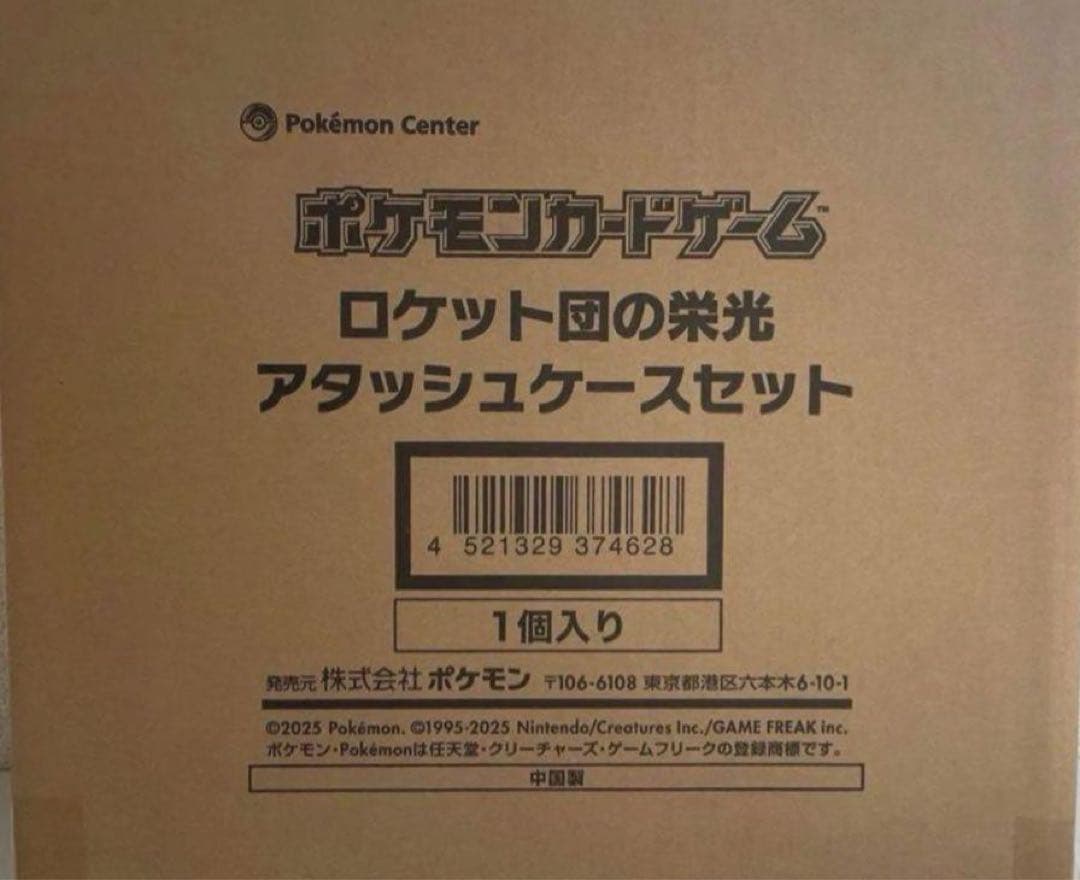 Pokémon Center
ポケモンカードゲーム™
ロケット団の栄光
アタッシュケースセット
4 521329 374628
1個入り
発売元 株式会社 ポケモン 〒106-6108 東京都港区六本木6-10-1
©2025 Pokémon. ©1995-2025 Nintendo/Creatures Inc./GAME FREAK inc.
ポケモン・Pokémonは任天堂・クリーチャーズ・ゲームフリークの登録商標です。
中国製